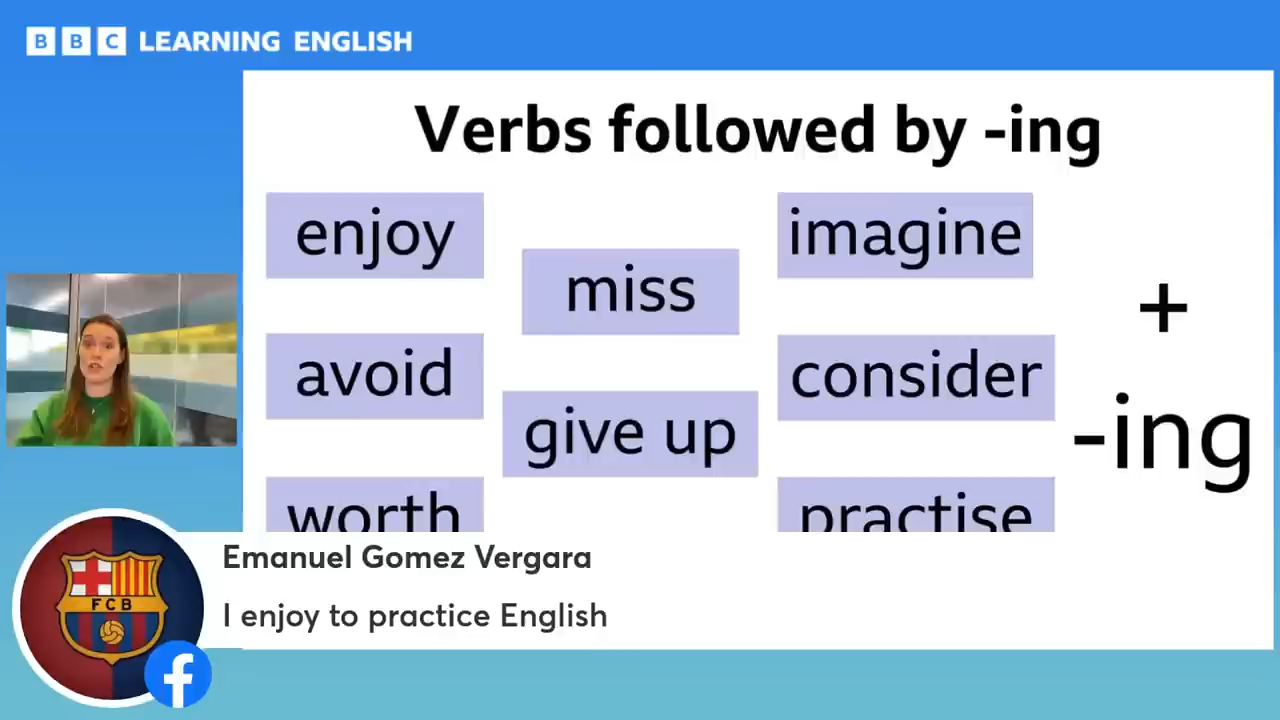 BBC LEARNING ENGLISH
Verbs followed by -ing
enjoy
miss
imagine
avoid
give up
consider
worth
practise
+
-ing
FCB
Emanuel Gomez Vergara
I enjoy to practice English